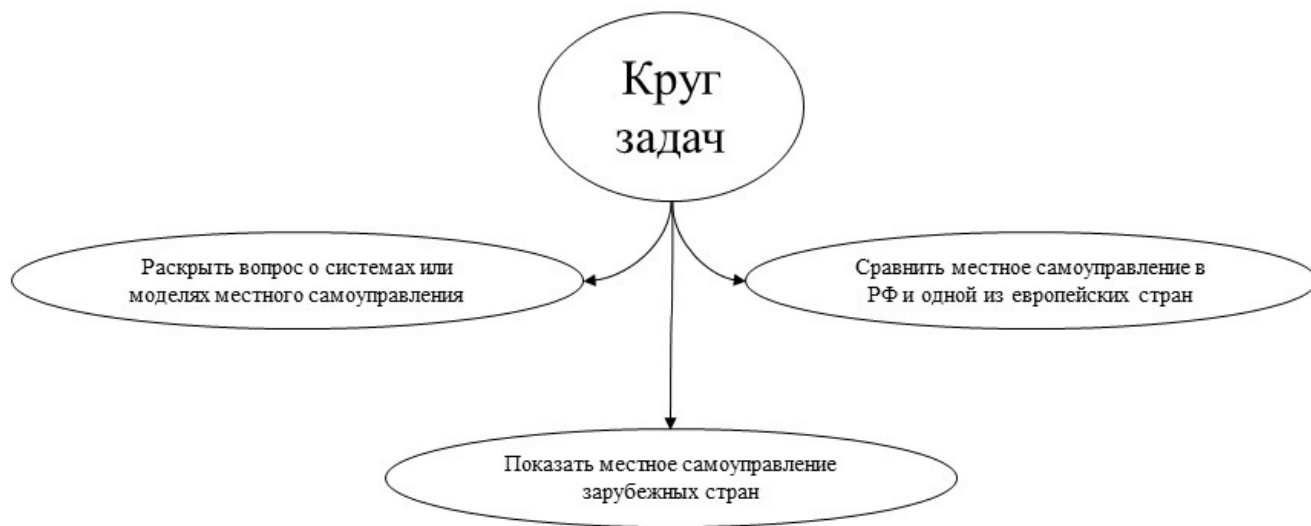 Круг
задач
Раскрыть вопрос о системах или
моделях местного самоуправления
Сравнить местное самоуправление в
РФ и одной из европейских стран
Показать местное самоуправление
зарубежных стран